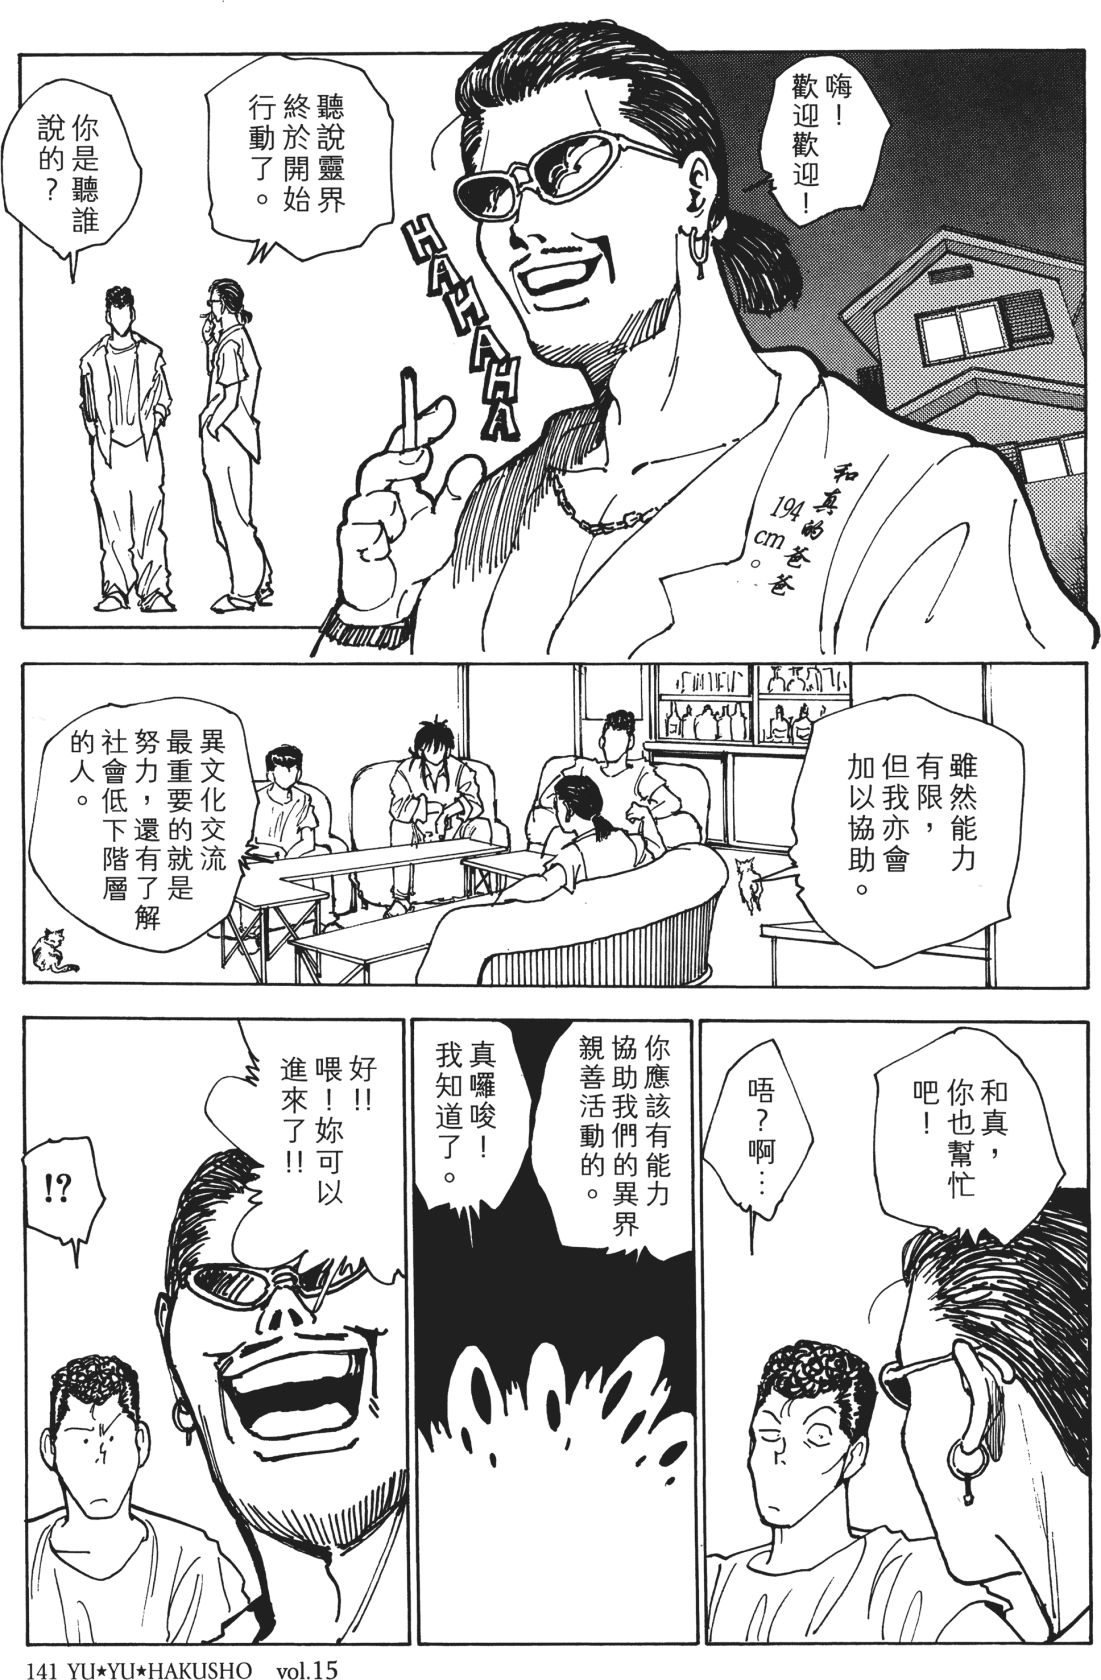 嗨！
歡迎歡迎！
HAHAHAHA
和真的爸爸
194cm。
聽說靈界
終於開始
行動了。
你是聽誰
說的？
雖然能力
有限，
但我亦會
加以協助。
異文化交流
最重要的就是
努力，還有了解
社會低下階層
的人。
和真，
你也幫忙
吧！
唔？啊…
你應該有能力
協助我們的異界
親善活動的。
真囉唆！
我知道了。
好!!
喂！妳可以
進來了!!
!?
141 YU★YU★HAKUSHO vol.15